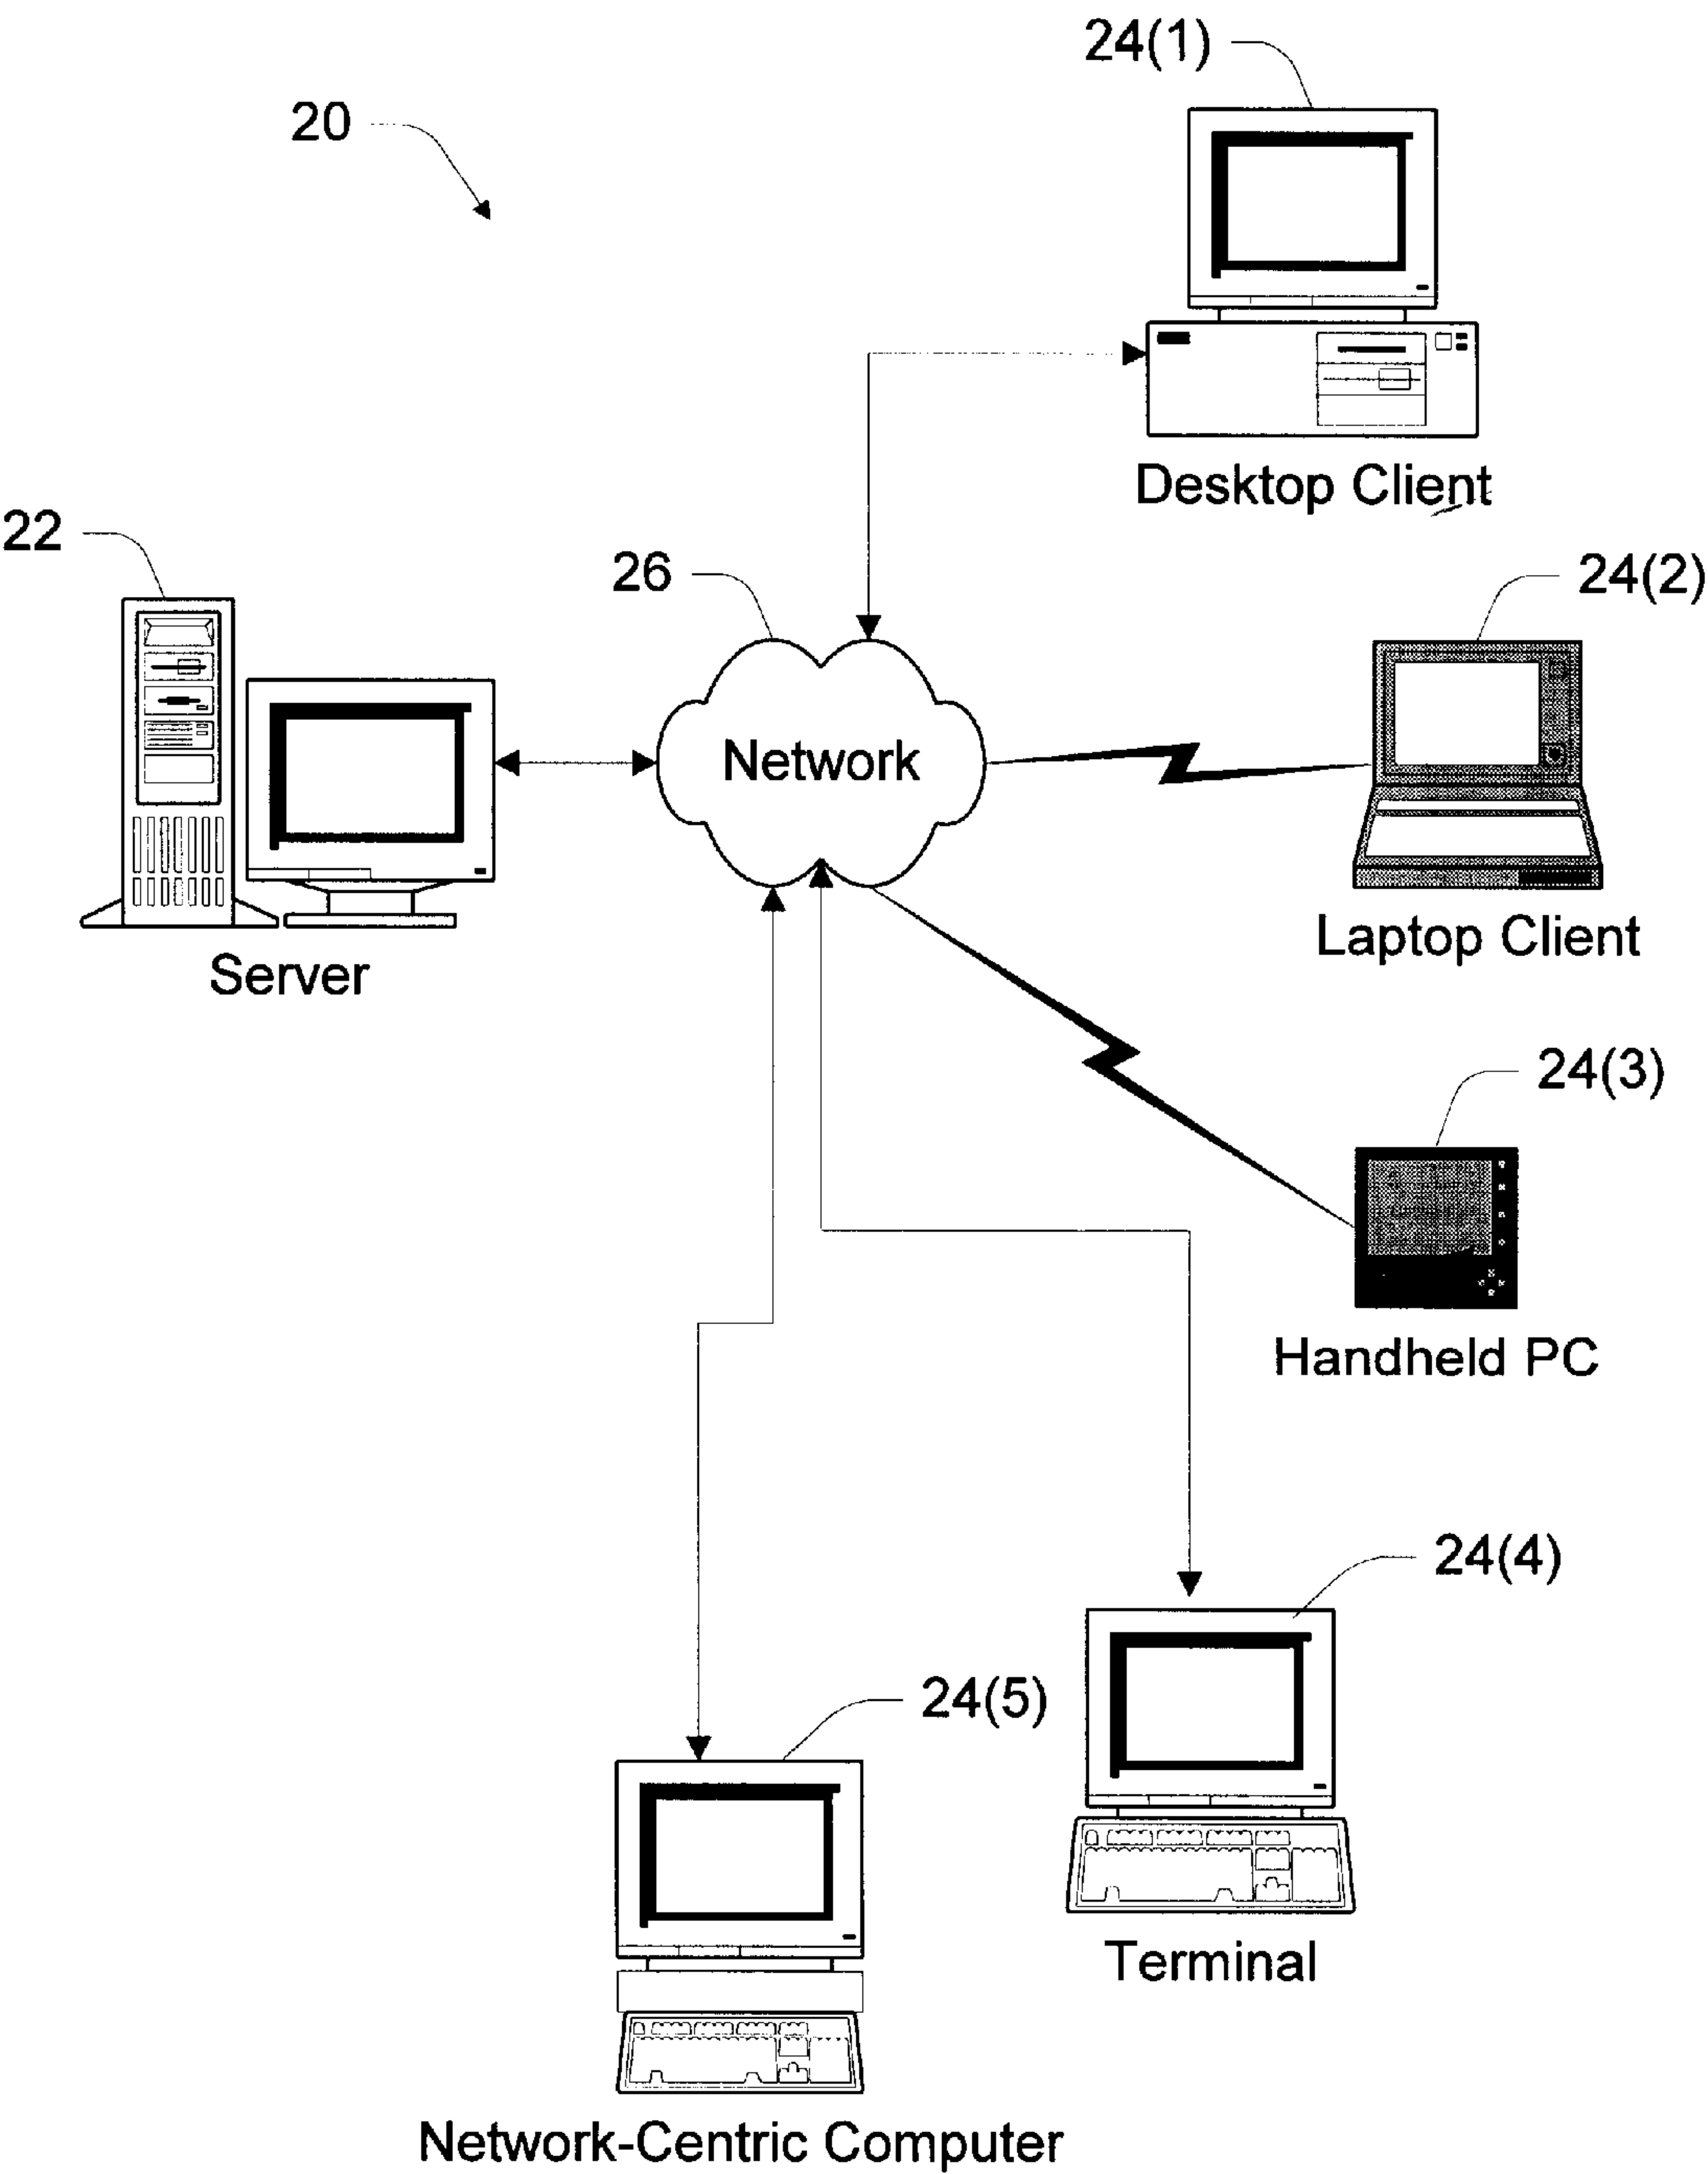 24(1)
20
Desktop Client
22
26
24(2)
Network
Laptop Client
Server
24(3)
Handheld PC
24(4)
24(5)
Terminal
Network-Centric Computer